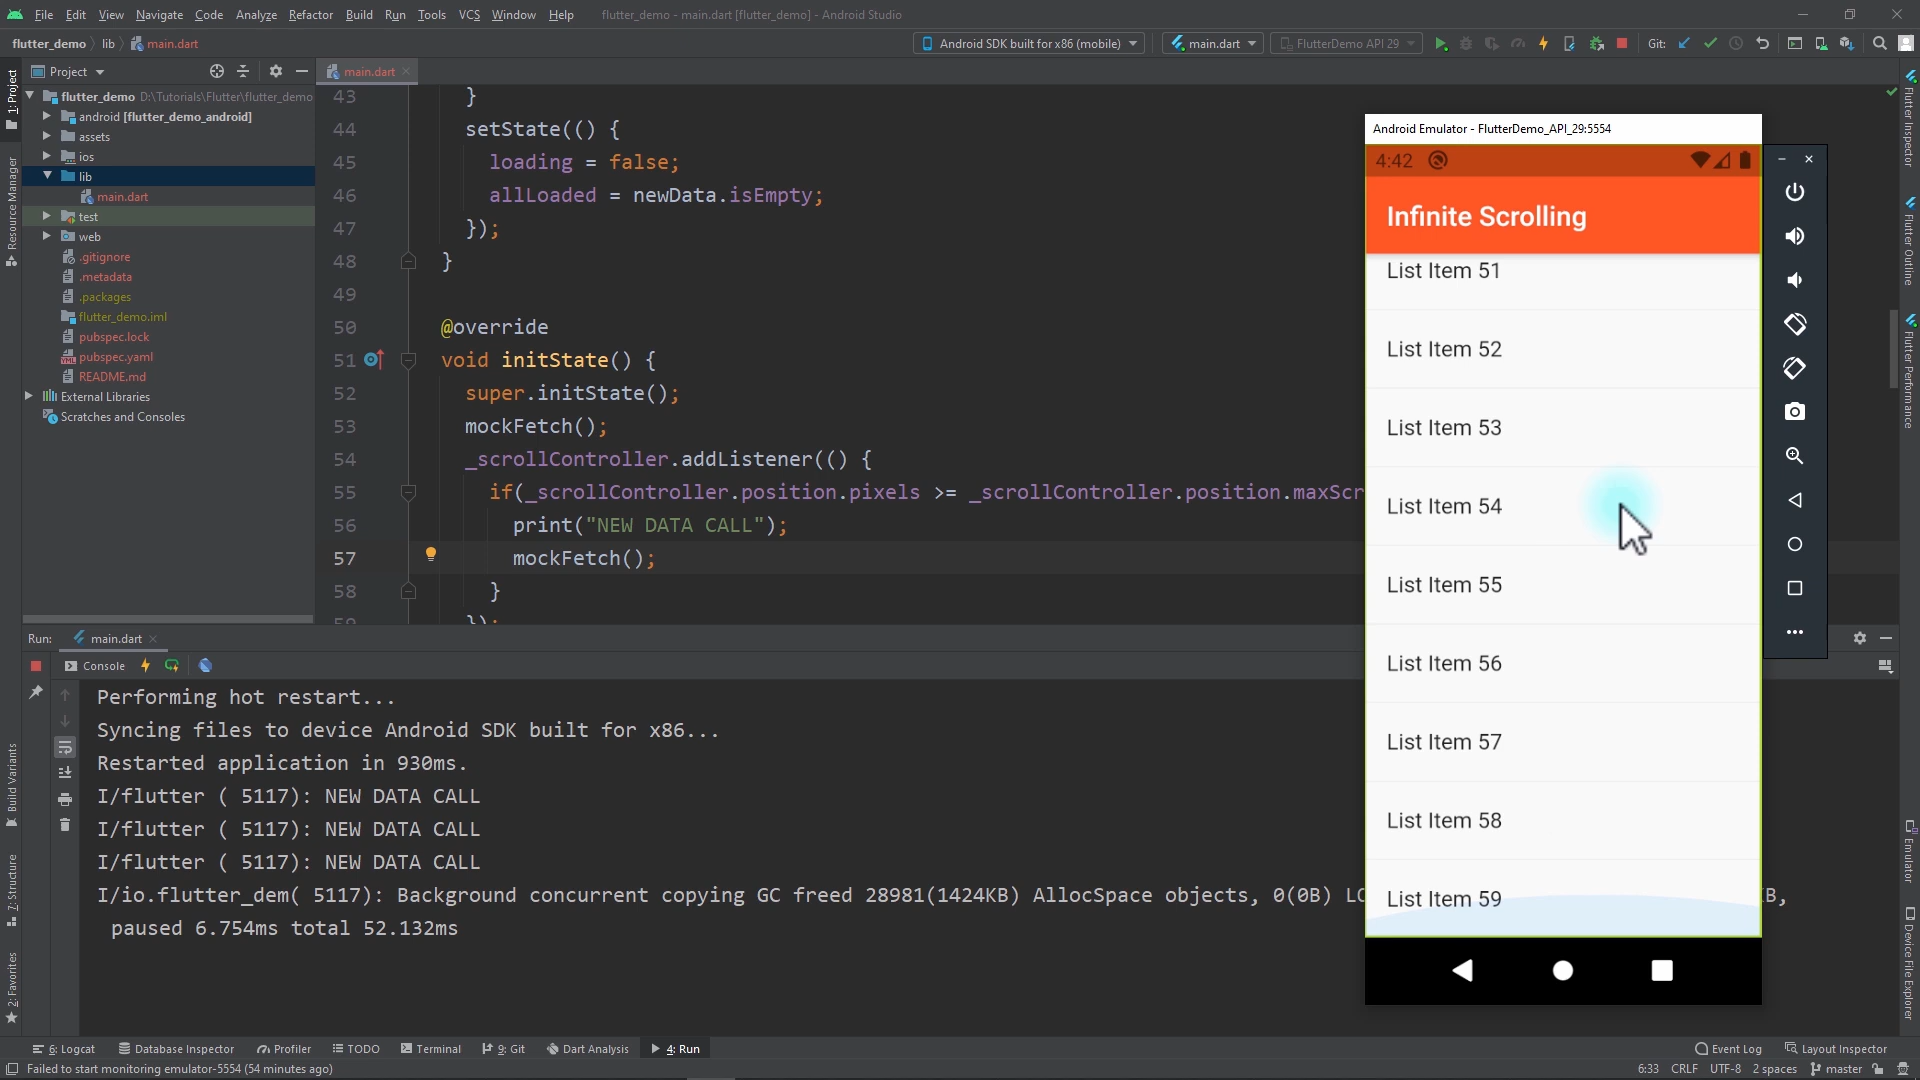 File Edit View Navigate Code Analyze Refactor Build Run Tools VCS Window Help flutter_demo - main.dart [flutter_demo] - Android Studio
flutter_demo lib main.dart
Android SDK built for x86 (mobile) main.dart FlutterDemo API 29 Git:
1: Project
Resource Manager
Build Variants
7: Structure
2: Favorites
Project
flutter_demo D:\Tutorials\Flutter\flutter_demo
android [flutter_demo_android]
assets
ios
lib
main.dart
test
web
.gitignore
.metadata
.packages
flutter_demo.iml
pubspec.lock
pubspec.yaml
README.md
External Libraries
Scratches and Consoles
main.dart
43 }
44 setState(() {
45 loading = false;
46 allLoaded = newData.isEmpty;
47 });
48 }
49
50 @override
51 void initState() {
52 super.initState();
53 mockFetch();
54 _scrollController.addListener(() {
55 if(_scrollController.position.pixels >= _scrollController.position.maxScr
56 print("NEW DATA CALL");
57 mockFetch();
58 }
59 });
Android Emulator - FlutterDemo_API_29:5554
4:42
Infinite Scrolling
List Item 51
List Item 52
List Item 53
List Item 54
List Item 55
List Item 56
List Item 57
List Item 58
List Item 59
Flutter Inspector
Flutter Outline
Flutter Performance
Emulator
Device File Explorer
Run: main.dart
Console
Performing hot restart...
Syncing files to device Android SDK built for x86...
Restarted application in 930ms.
I/flutter ( 5117): NEW DATA CALL
I/flutter ( 5117): NEW DATA CALL
I/flutter ( 5117): NEW DATA CALL
I/io.flutter_dem( 5117): Background concurrent copying GC freed 28981(1424KB) AllocSpace objects, 0(0B) LO B,
paused 6.754ms total 52.132ms
6: Logcat Database Inspector Profiler TODO Terminal 9: Git Dart Analysis 4: Run Event Log Layout Inspector
Failed to start monitoring emulator-5554 (54 minutes ago) 6:33 CRLF UTF-8 2 spaces master